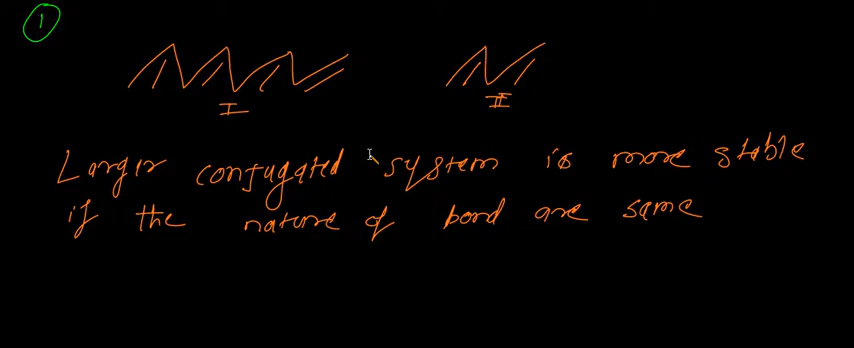 1
I II
Larger conjugated system is more stable
if the nature of bond are same